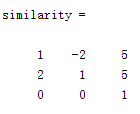 similarity =
1 -2 5
2 1 5
0 0 1